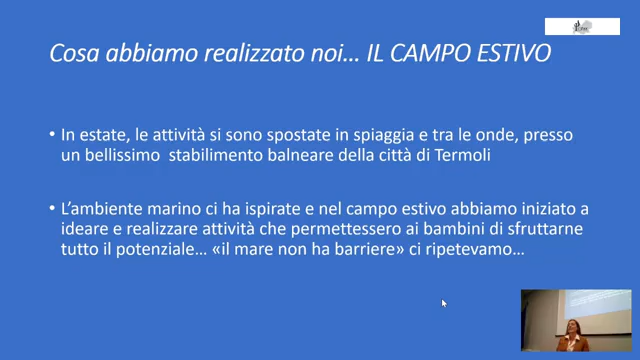 Cosa abbiamo realizzato noi... IL CAMPO ESTIVO
• In estate, le attività si sono spostate in spiaggia e tra le onde, presso
un bellissimo stabilimento balneare della città di Termoli
• L'ambiente marino ci ha ispirate e nel campo estivo abbiamo iniziato a
ideare e realizzare attività che permettessero ai bambini di sfruttarne
tutto il potenziale... «il mare non ha barriere» ci ripetevamo...